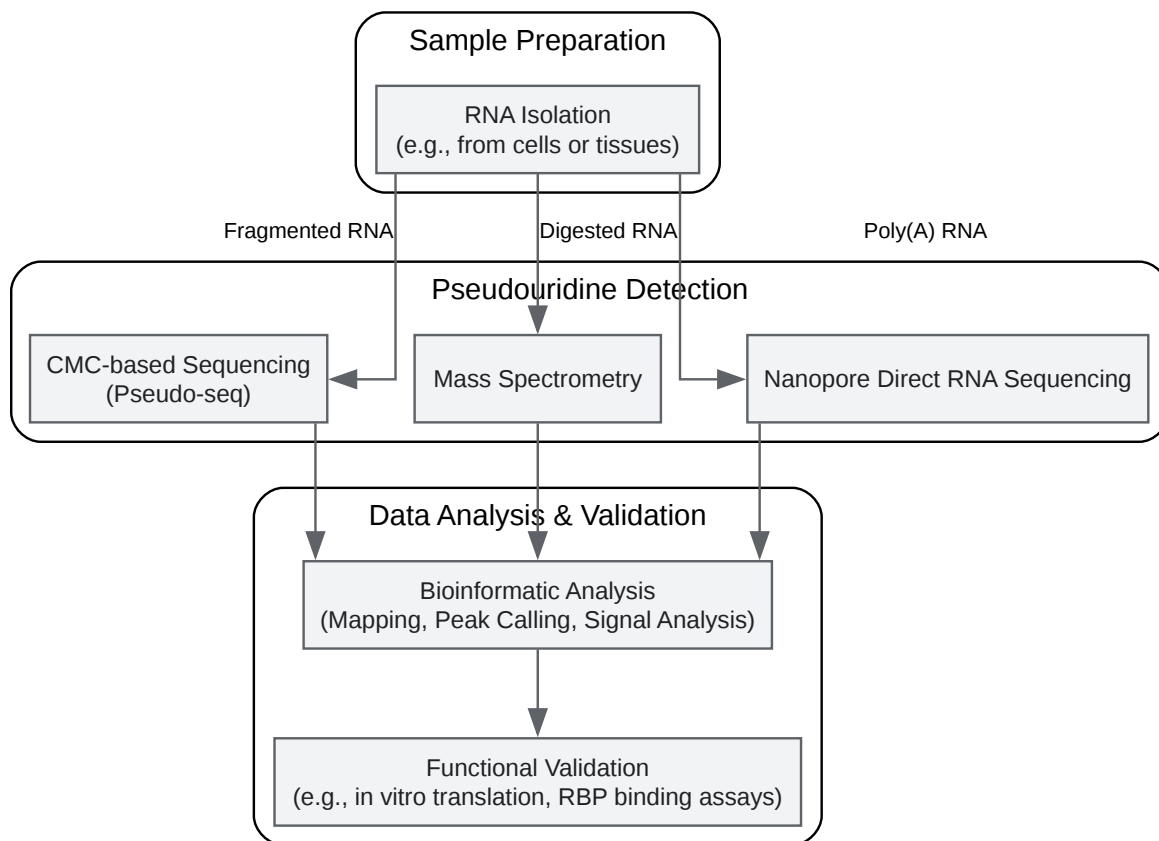 Sample Preparation
RNA Isolation
(e.g., from cells or tissues)
Fragmented RNA
Digested RNA
Poly(A) RNA
Pseudouridine Detection
CMC-based Sequencing
(Pseudo-seq)
Mass Spectrometry
Nanopore Direct RNA Sequencing
Data Analysis & Validation
Bioinformatic Analysis
(Mapping, Peak Calling, Signal Analysis)
Functional Validation
(e.g., in vitro translation, RBP binding assays)